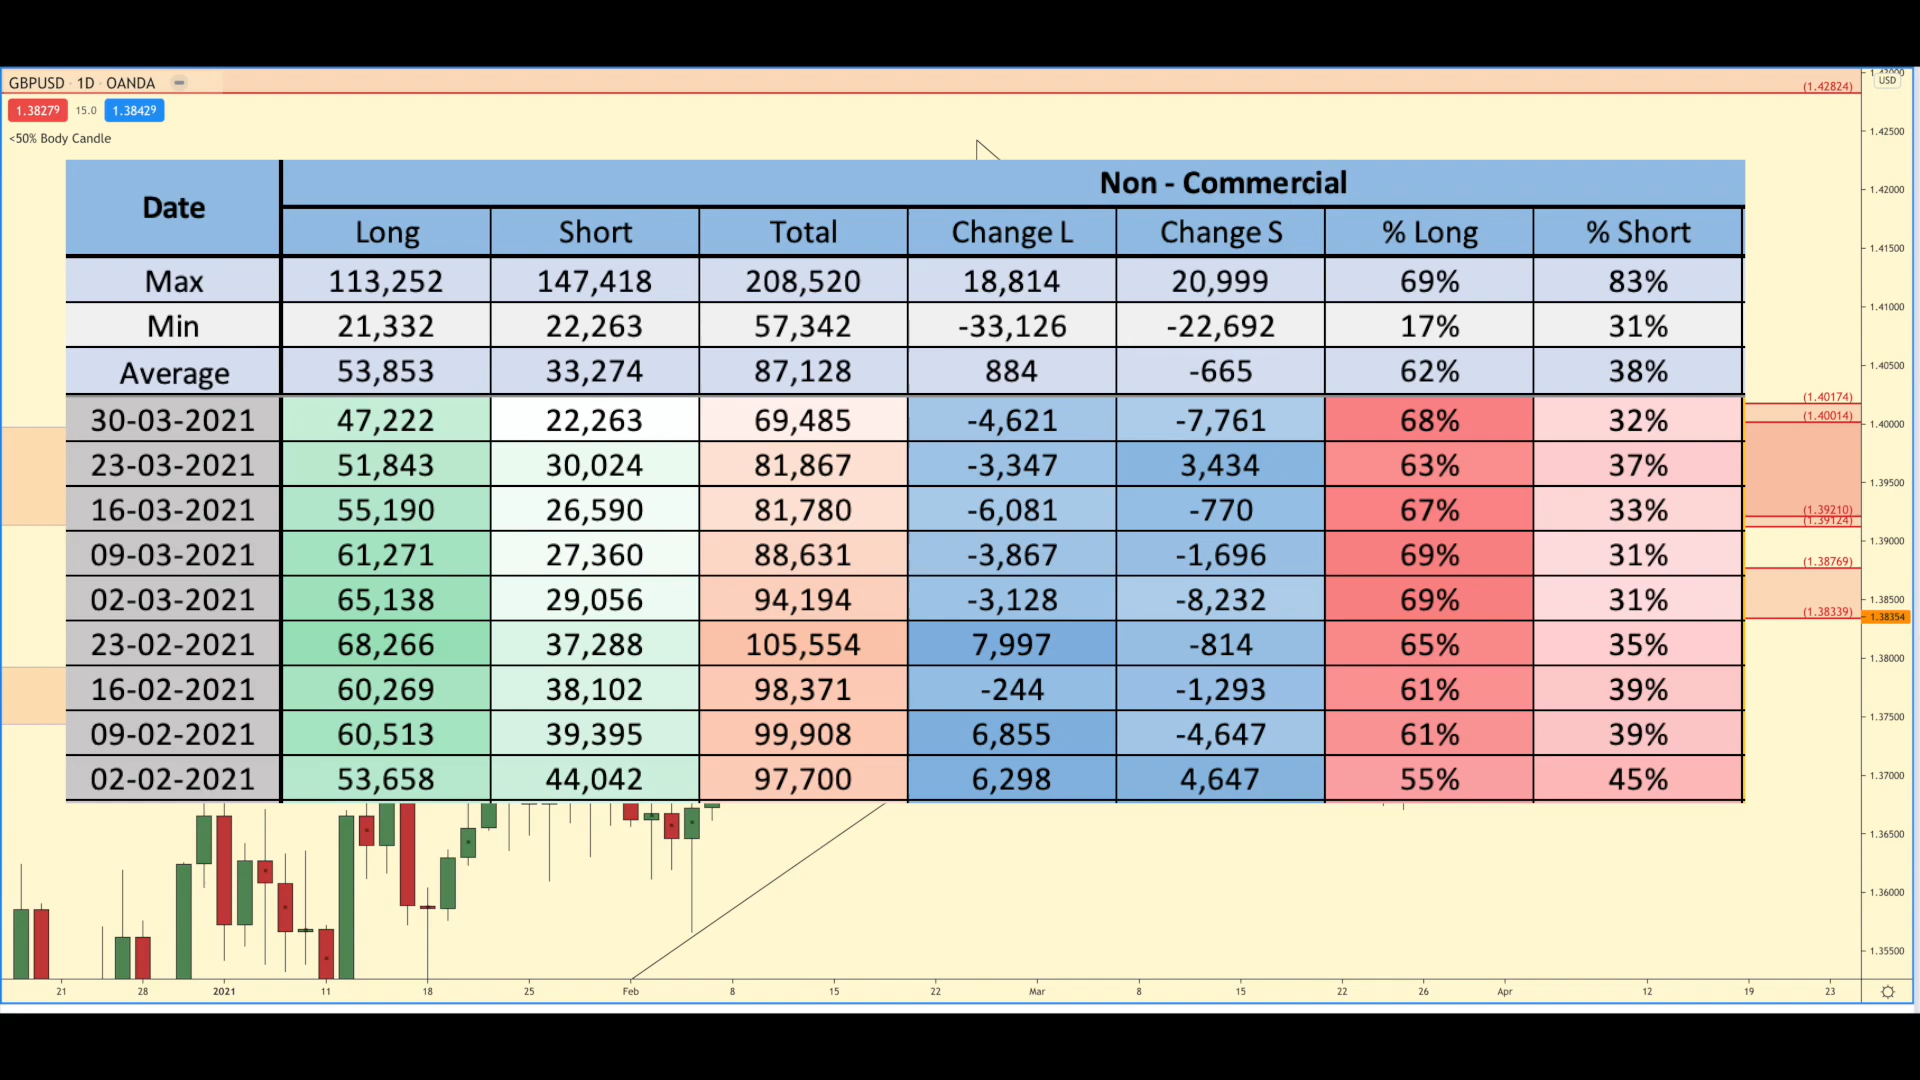 GBPUSD · 1D · OANDA
1.38279 15.0 1.38429
<50% Body Candle
Date Non - Commercial
Long Short Total Change L Change S % Long % Short
Max 113,252 147,418 208,520 18,814 20,999 69% 83%
Min 21,332 22,263 57,342 -33,126 -22,692 17% 31%
Average 53,853 33,274 87,128 884 -665 62% 38%
30-03-2021 47,222 22,263 69,485 -4,621 -7,761 68% 32%
23-03-2021 51,843 30,024 81,867 -3,347 3,434 63% 37%
16-03-2021 55,190 26,590 81,780 -6,081 -770 67% 33%
09-03-2021 61,271 27,360 88,631 -3,867 -1,696 69% 31%
02-03-2021 65,138 29,056 94,194 -3,128 -8,232 69% 31%
23-02-2021 68,266 37,288 105,554 7,997 -814 65% 35%
16-02-2021 60,269 38,102 98,371 -244 -1,293 61% 39%
09-02-2021 60,513 39,395 99,908 6,855 -4,647 61% 39%
02-02-2021 53,658 44,042 97,700 6,298 4,647 55% 45%
(1.42824)
(1.40174)
(1.40014)
(1.39210)
(1.39124)
(1.38769)
(1.38339)
1.43000
USD
1.42500
1.42000
1.41500
1.41000
1.40500
1.40000
1.39500
1.39000
1.38500
1.38354
1.38000
1.37500
1.37000
1.36500
1.36000
1.35500
21 28 2021 11 18 25 Feb 8 15 22 Mar 8 15 22 26 Apr 12 19 23